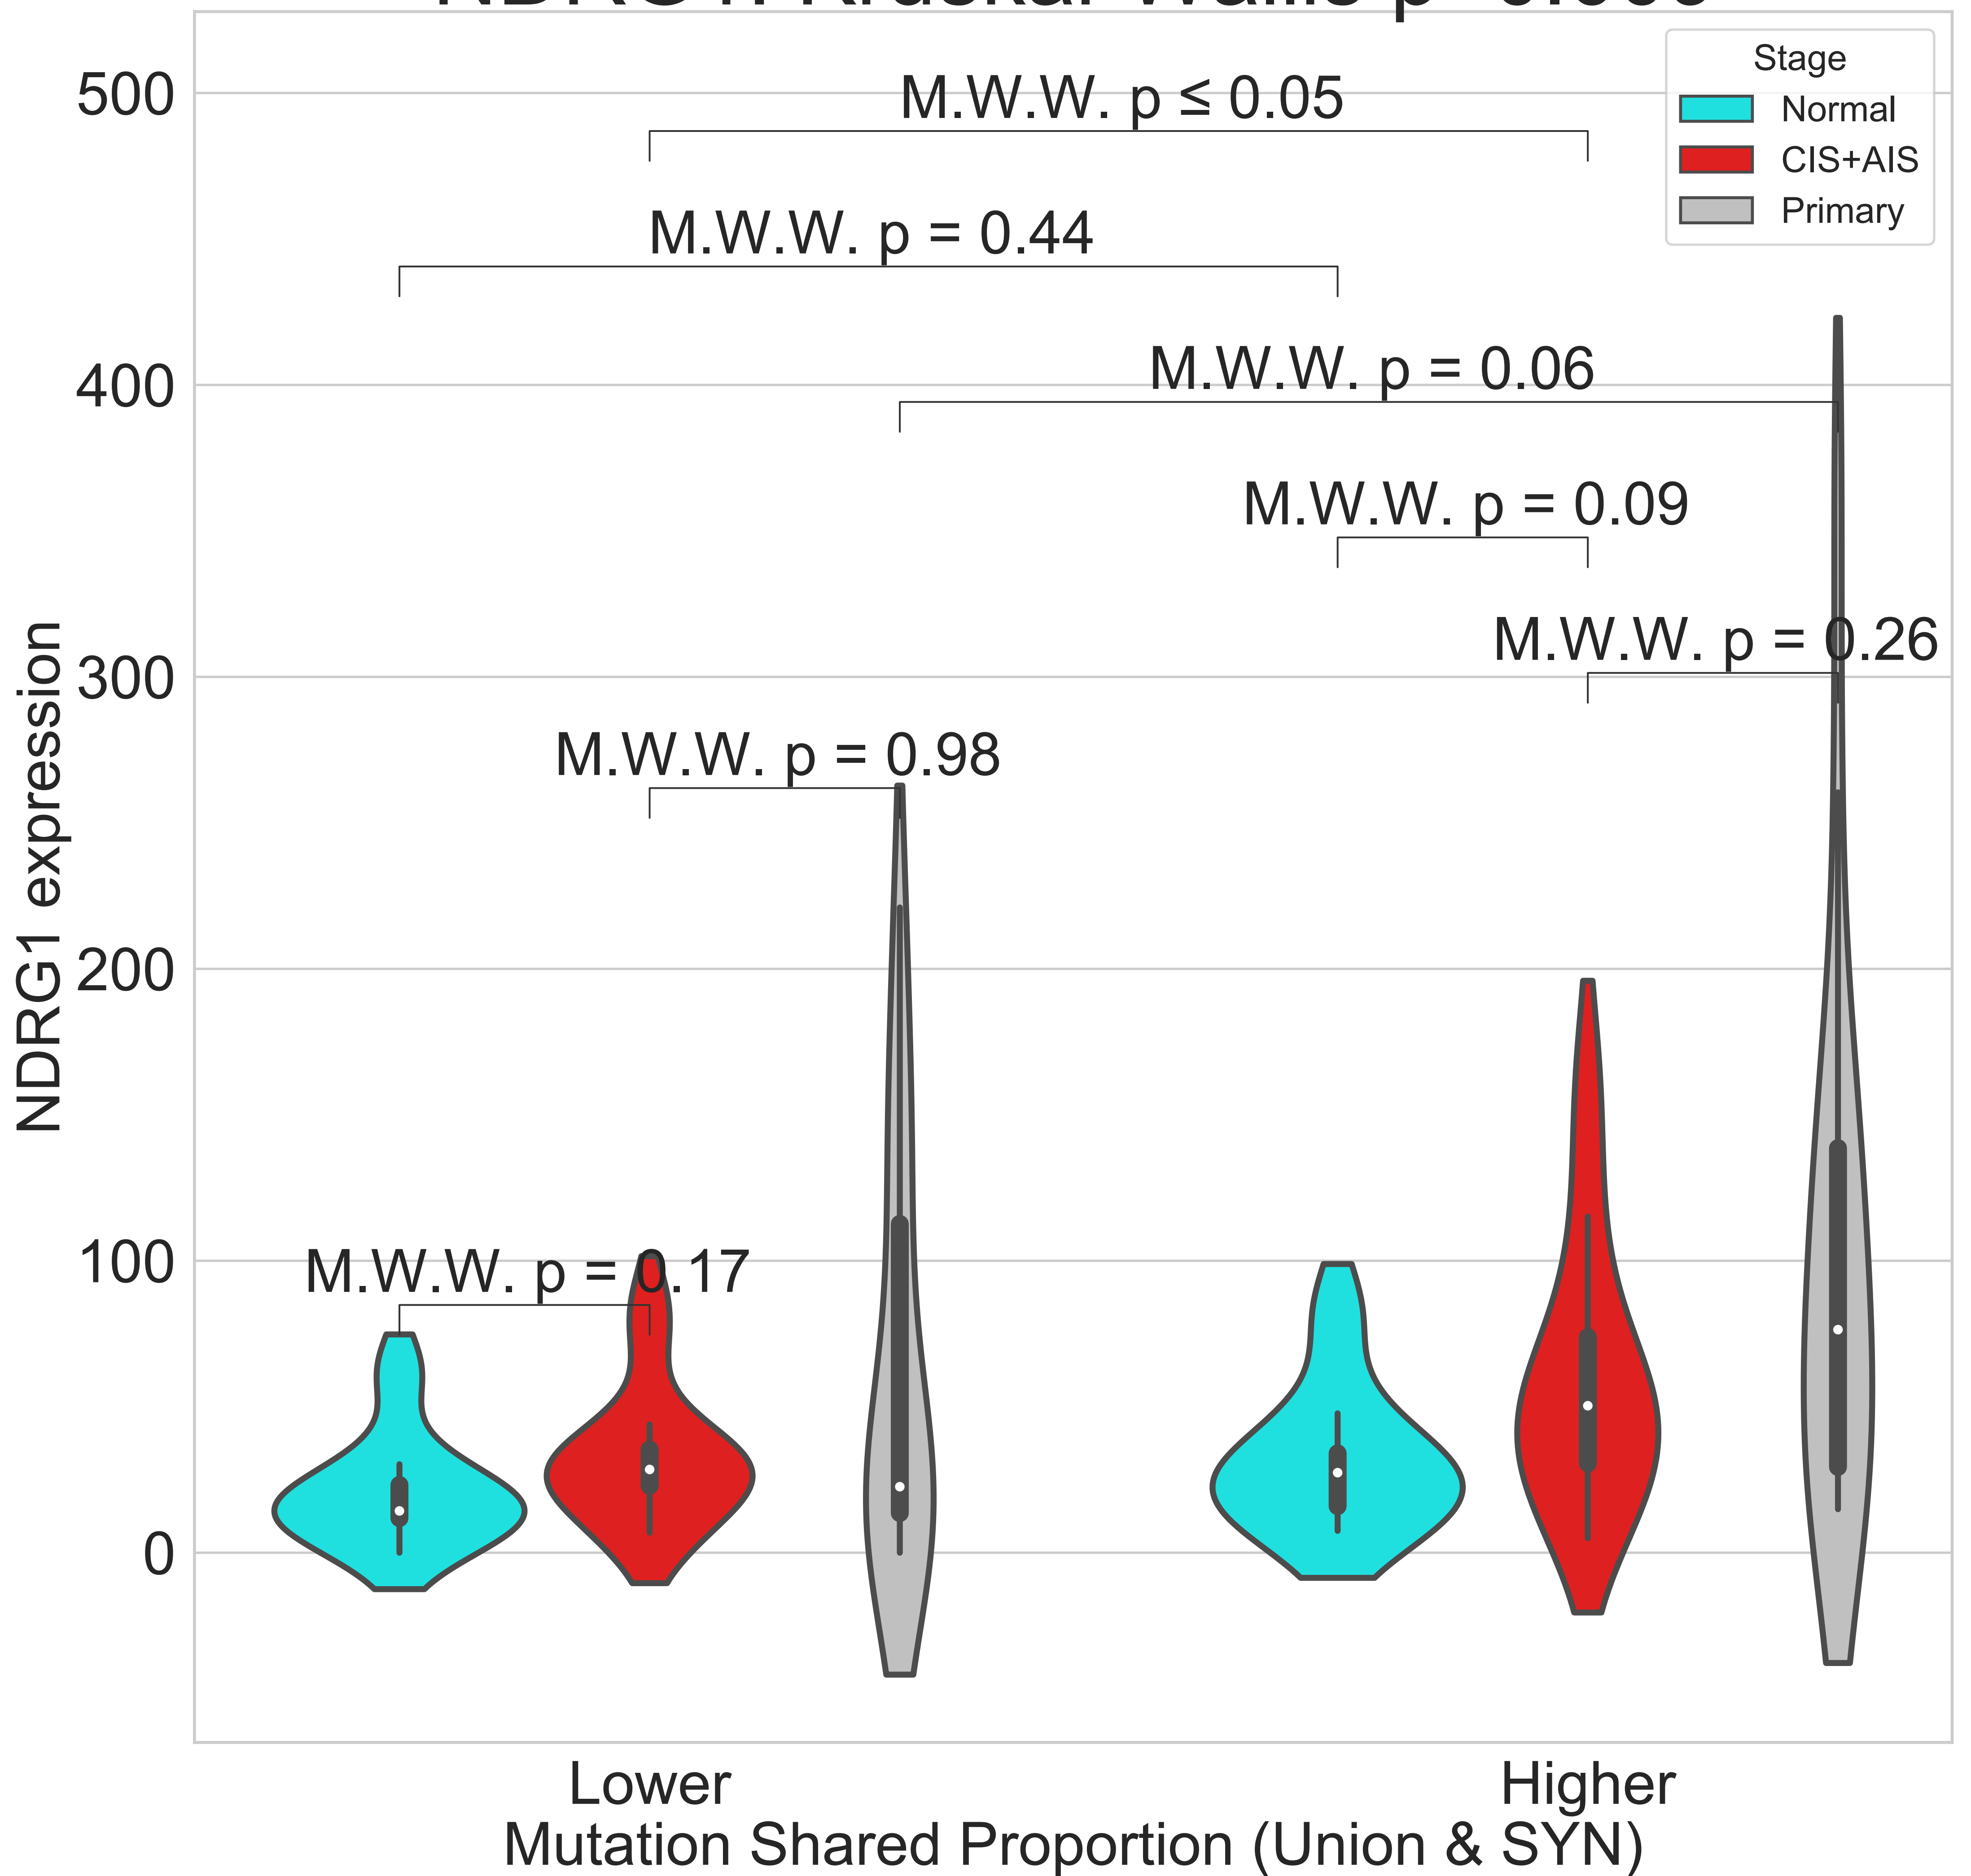 500
400
300
200
100
0
NDRG1 expression
M.W.W. p ≤ 0.05
M.W.W. p = 0.44
M.W.W. p = 0.06
M.W.W. p = 0.09
M.W.W. p = 0.26
M.W.W. p = 0.98
M.W.W. p = 0.17
Stage
Normal
CIS+AIS
Primary
Lower
Higher
Mutation Shared Proportion (Union & SYN)